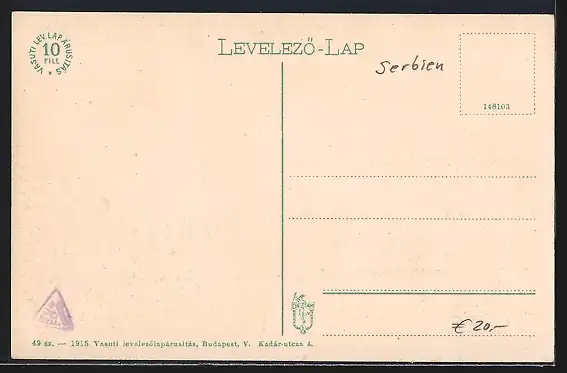 VASUTI LEV. LAP ÁRUSITÁS
10
FILL
LEVELEZŐ-LAP
Serbien
148103
€ 20,-
49 sz. — 1915. Vasuti levelezőlapárusitás, Budapest, V. Kádár-utcza 4.